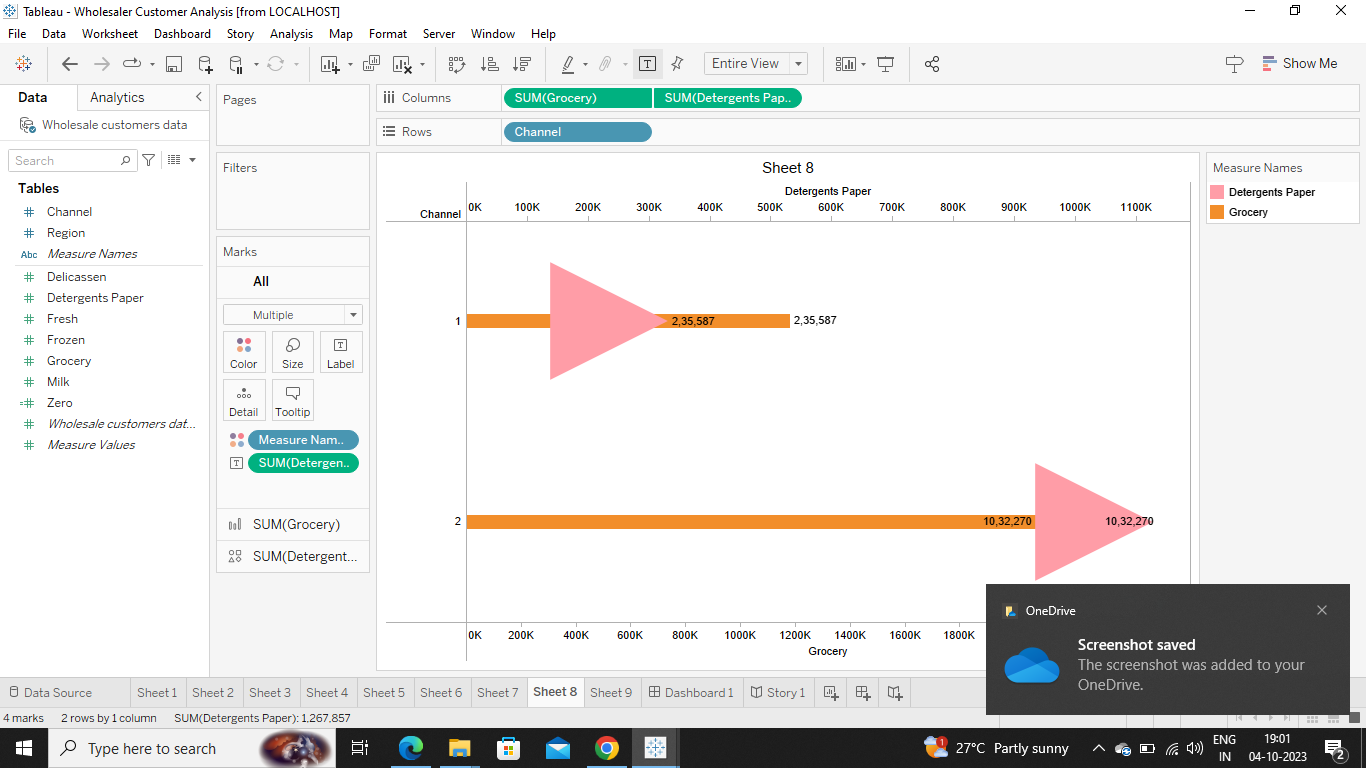 Tableau - Wholesaler Customer Analysis [from LOCALHOST]
File Data Worksheet Dashboard Story Analysis Map Format Server Window Help
Entire View
Show Me
Data Analytics
Wholesale customers data
Search
Tables
Channel
Region
Abc Measure Names
Delicassen
Detergents Paper
Fresh
Frozen
Grocery
Milk
Zero
Wholesale customers dat...
Measure Values
Pages
Filters
Marks
All
Multiple
Color Size Label
Detail Tooltip
Measure Nam..
SUM(Detergen..
SUM(Grocery)
SUM(Detergent...
Columns SUM(Grocery) SUM(Detergents Pap..
Rows Channel
Sheet 8
Detergents Paper
Channel 0K 100K 200K 300K 400K 500K 600K 700K 800K 900K 1000K 1100K
1 2,35,587 2,35,587
2 10,32,270 10,32,270
0K 200K 400K 600K 800K 1000K 1200K 1400K 1600K 1800K
Grocery
Measure Names
Detergents Paper
Grocery
OneDrive
Screenshot saved
The screenshot was added to your
OneDrive.
Data Source Sheet 1 Sheet 2 Sheet 3 Sheet 4 Sheet 5 Sheet 6 Sheet 7 Sheet 8 Sheet 9 Dashboard 1 Story 1
4 marks 2 rows by 1 column SUM(Detergents Paper): 1,267,857
Type here to search
1
27°C Partly sunny
ENG
IN
19:01
04-10-2023
2